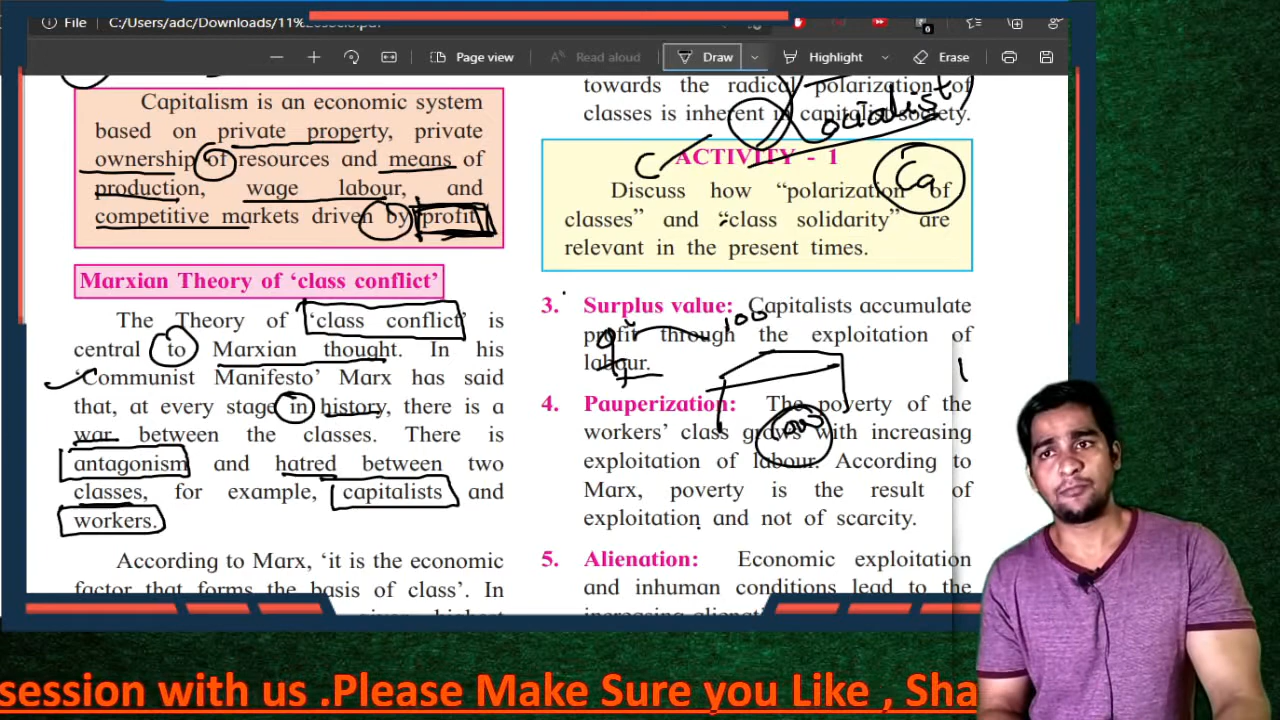 File
C:/Users/adc/Downloads/11%
Page view
Read aloud
Draw
Highlight
Erase
Capitalism is an economic system
based on private property, private
ownership of resources and means of
production, wage labour, and
competitive markets driven by profit
Marxian Theory of ‘class conflict’
The Theory of ‘class conflict’ is
central to Marxian thought. In his
‘Communist Manifesto’ Marx has said
that, at every stage in history, there is a
war between the classes. There is
antagonism and hatred between two
classes, for example, capitalists and
workers.
According to Marx, ‘it is the economic
factor that forms the basis of class’. In
towards the radical polarization of
classes is inherent in capitalist society.
Socialist
C
Ca
ACTIVITY - 1
Discuss how “polarization of
classes” and “class solidarity” are
relevant in the present times.
3. Surplus value: Capitalists accumulate
profit through the exploitation of
labour.
100
4. Pauperization: The poverty of the
workers’ class grows with increasing
exploitation of labour. According to
Marx, poverty is the result of
exploitation and not of scarcity.
5. Alienation: Economic exploitation
and inhuman conditions lead to the
session with us .Please Make Sure you Like , Sha